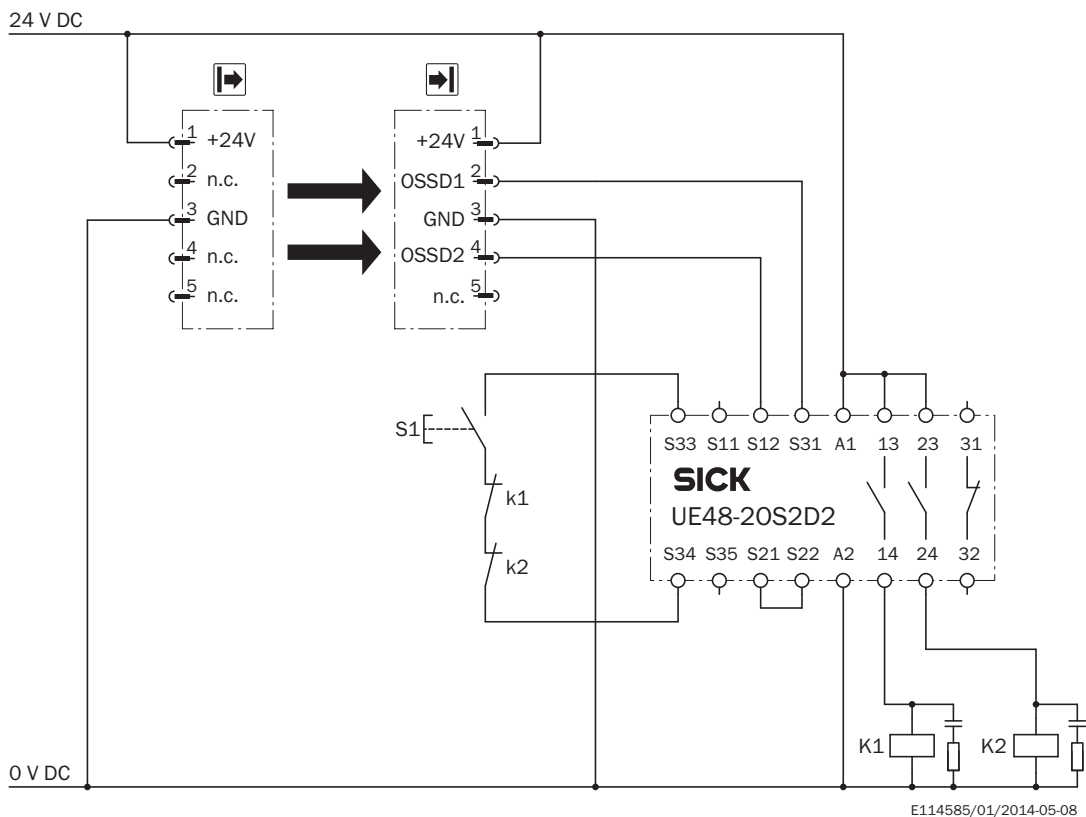 24 V DC
1 +24V
2 n.c.
3 GND
4 n.c.
5 n.c.
+24V 1
OSSD1 2
GND 3
OSSD2 4
n.c. 5
S1
k1
k2
S33 S11 S12 S31 A1 13 23 31
SICK
UE48-20S2D2
S34 S35 S21 S22 A2 14 24 32
K1
K2
0 V DC
E114585/01/2014-05-08